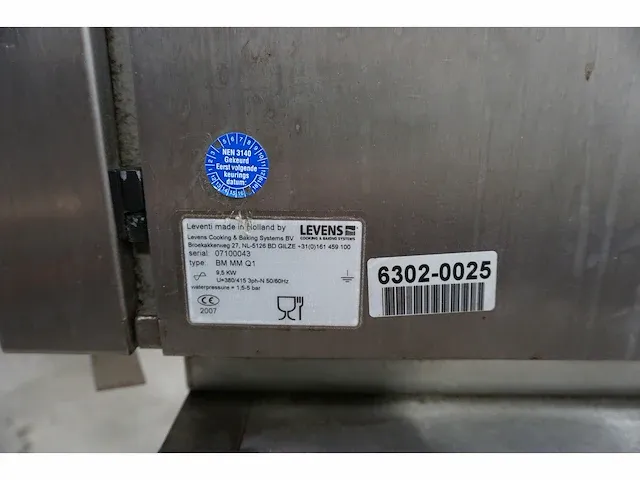 NEN 3140
Gekeurd
Eerst volgende
keurings
datum:
Leventi made in holland by
LEVENS
COOKING & BAKING SYSTEMS
Levens Cooking & Baking Systems BV
Broekakkerweg 27, NL-5126 BD GILZE +31(0)161 459 100
serial: 07100043
type: BM MM Q1
9,5 KW
U=380/415 3ph-N 50/60Hz
waterpressure = 1,5-5 bar
CE
2007
6302-0025